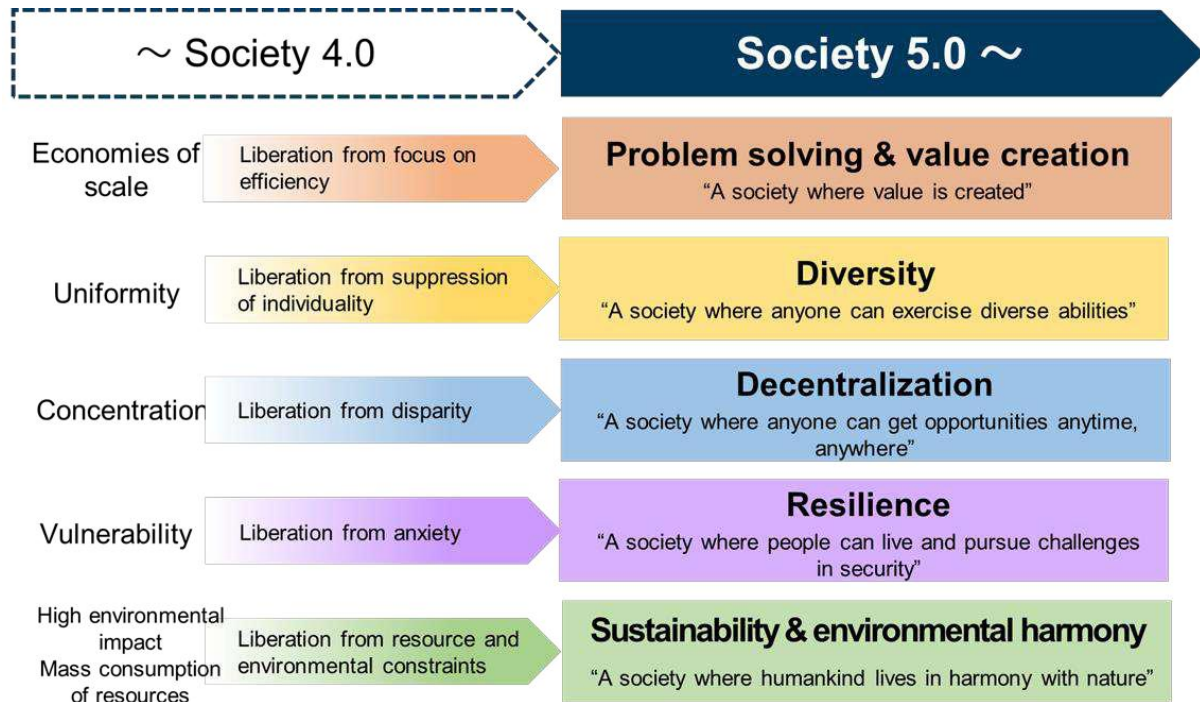 ～ Society 4.0
Society 5.0 ～
Economies of
scale
Liberation from focus on
efficiency
Problem solving & value creation
“A society where value is created”
Uniformity
Liberation from suppression
of individuality
Diversity
“A society where anyone can exercise diverse abilities”
Concentration
Liberation from disparity
Decentralization
“A society where anyone can get opportunities anytime,
anywhere”
Vulnerability
Liberation from anxiety
Resilience
“A society where people can live and pursue challenges
in security”
High environmental
impact
Mass consumption
of resources
Liberation from resource and
environmental constraints
Sustainability & environmental harmony
“A society where humankind lives in harmony with nature”